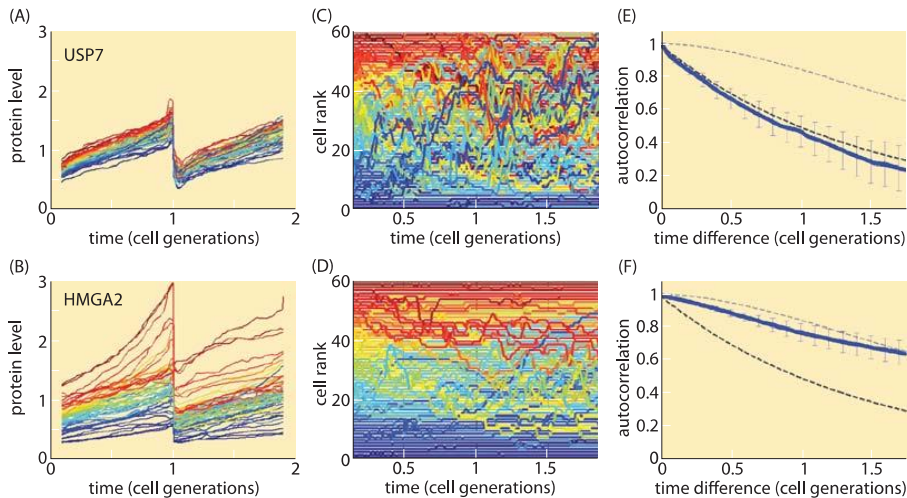 (A)
USP7
3
2
1
0
protein level
0
1
2
time (cell generations)
(C)
60
40
20
0
cell rank
0.5
1
1.5
time (cell generations)
(E)
1
0.8
0.6
0.4
0.2
autocorrelation
0
0.5
1
1.5
time difference (cell generations)
(B)
HMGA2
3
2
1
0
protein level
0
1
2
time (cell generations)
(D)
60
40
20
0
cell rank
0.5
1
1.5
time (cell generations)
(F)
1
0.8
0.6
0.4
0.2
autocorrelation
0
0.5
1
1.5
time difference (cell generations)